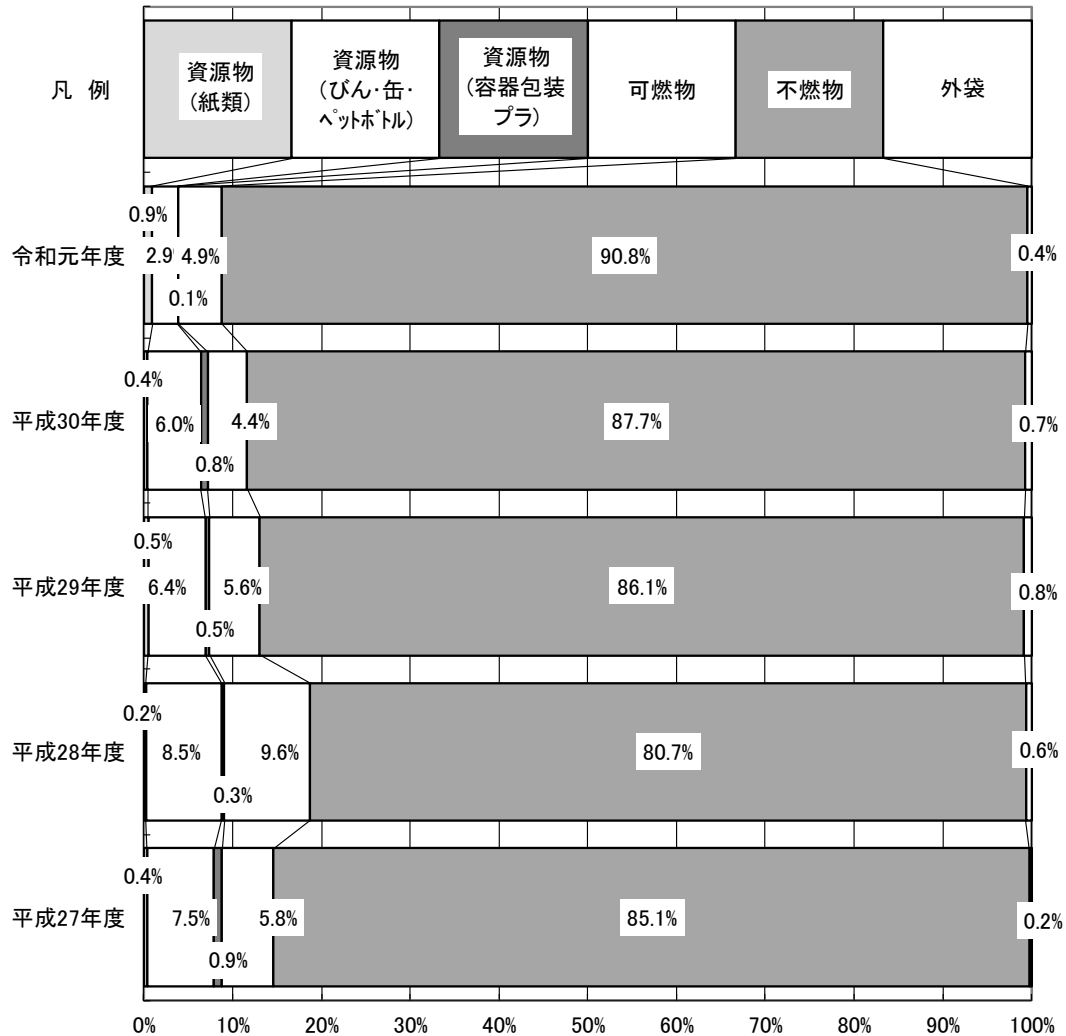 凡 例
資源物
（紙類）
資源物
（びん・缶・
ﾍﾟｯﾄﾎﾞﾄﾙ）
資源物
（容器包装
プラ）
可燃物
不燃物
外袋
令和元年度
0.9%
2.9%
4.9%
0.1%
90.8%
0.4%
平成30年度
0.4%
6.0%
0.8%
4.4%
87.7%
0.7%
平成29年度
0.5%
6.4%
0.5%
5.6%
86.1%
0.8%
平成28年度
0.2%
8.5%
0.3%
9.6%
80.7%
0.6%
平成27年度
0.4%
7.5%
0.9%
5.8%
85.1%
0.2%
0% 10% 20% 30% 40% 50% 60% 70% 80% 90% 100%